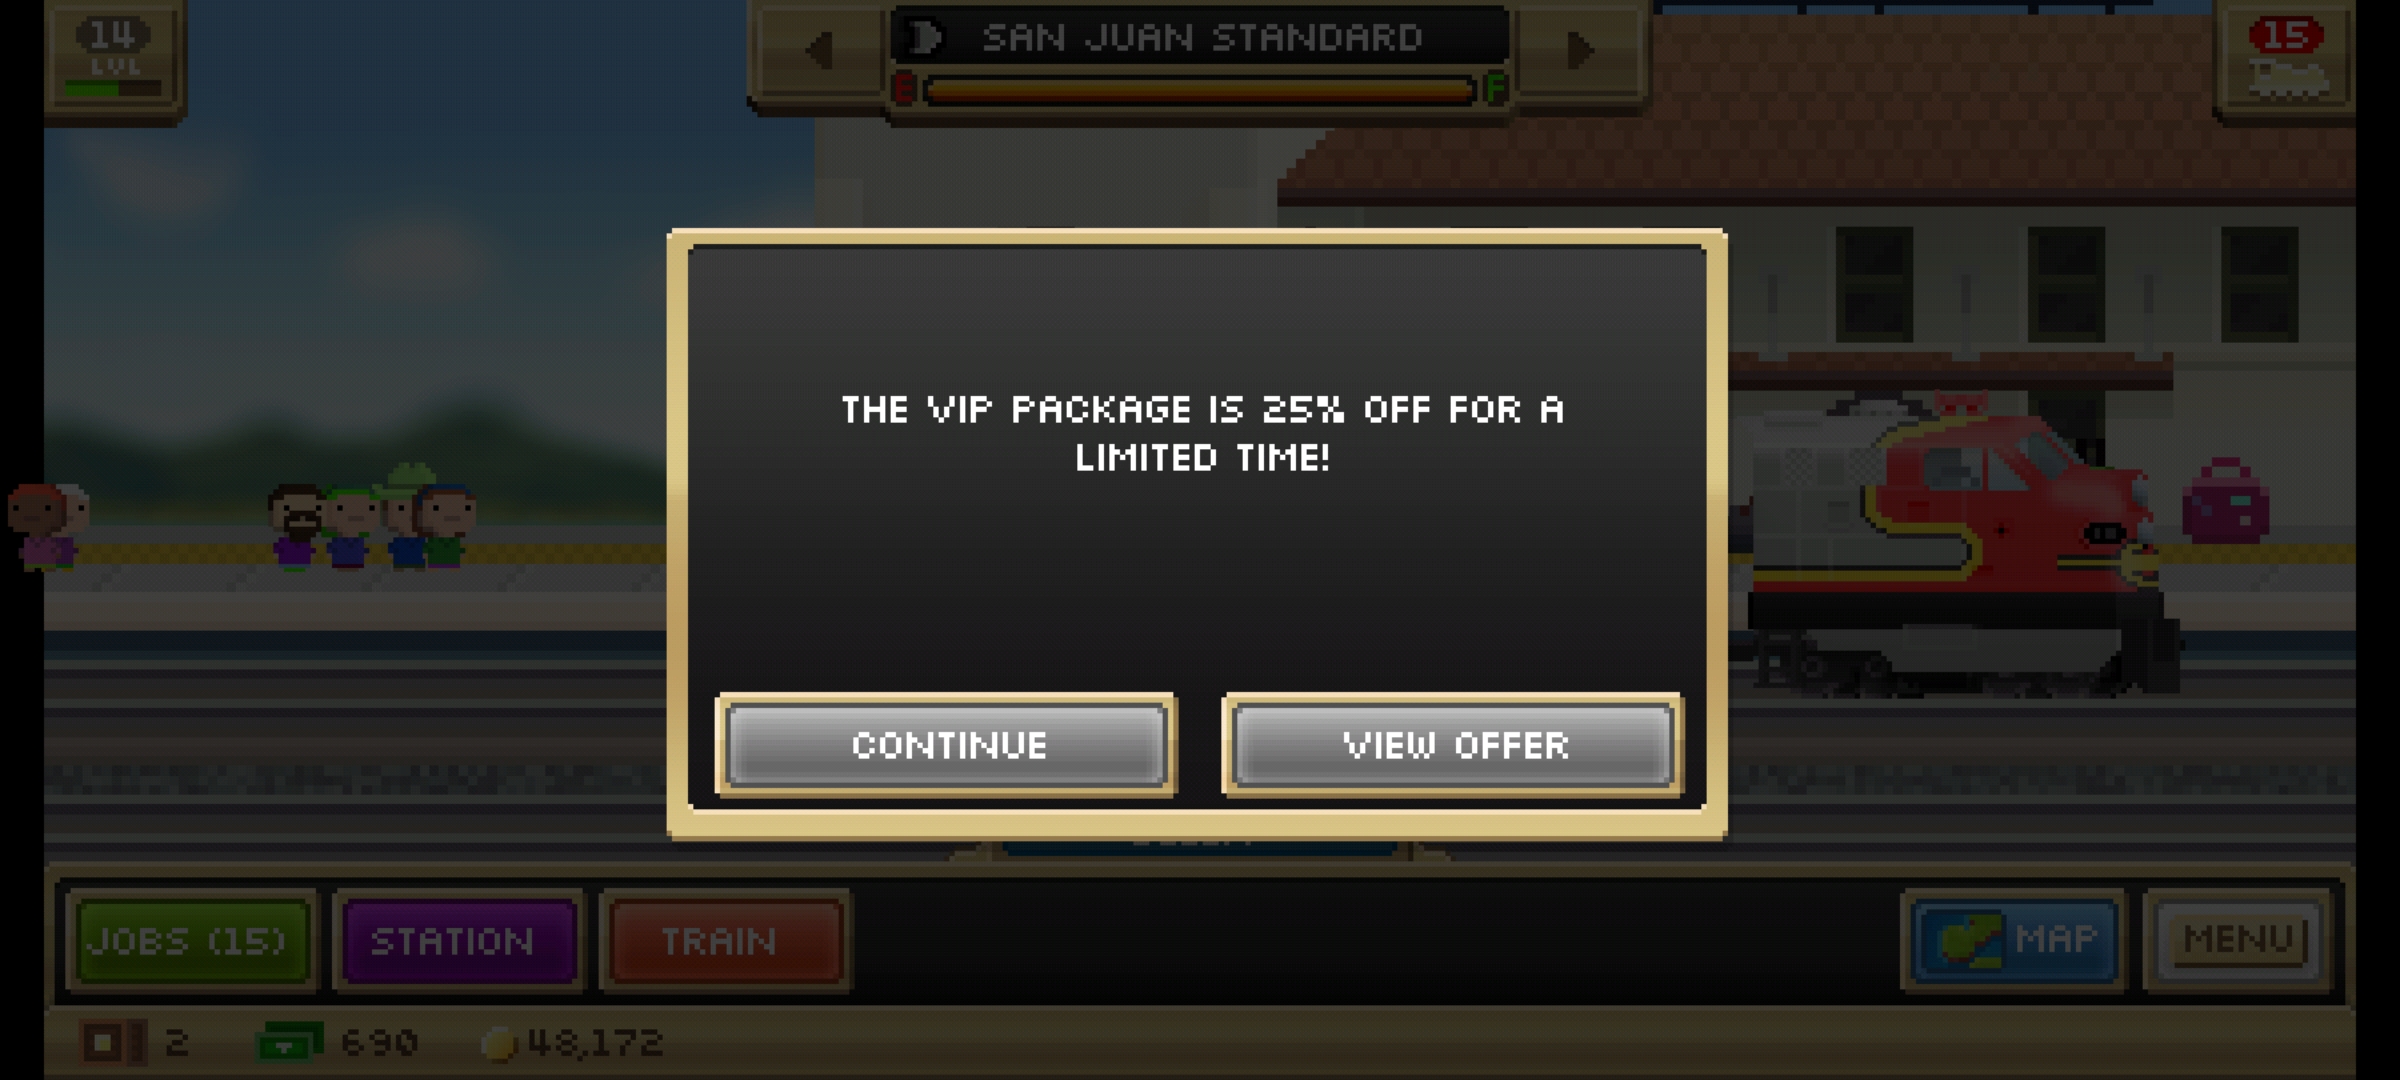 14
LVL
SAN JUAN STANDARD
E F
15
THE VIP PACKAGE IS 25% OFF FOR A
LIMITED TIME!
CONTINUE
VIEW OFFER
JOBS (15)
STATION
TRAIN
MAP
MENU
2
690
48,172